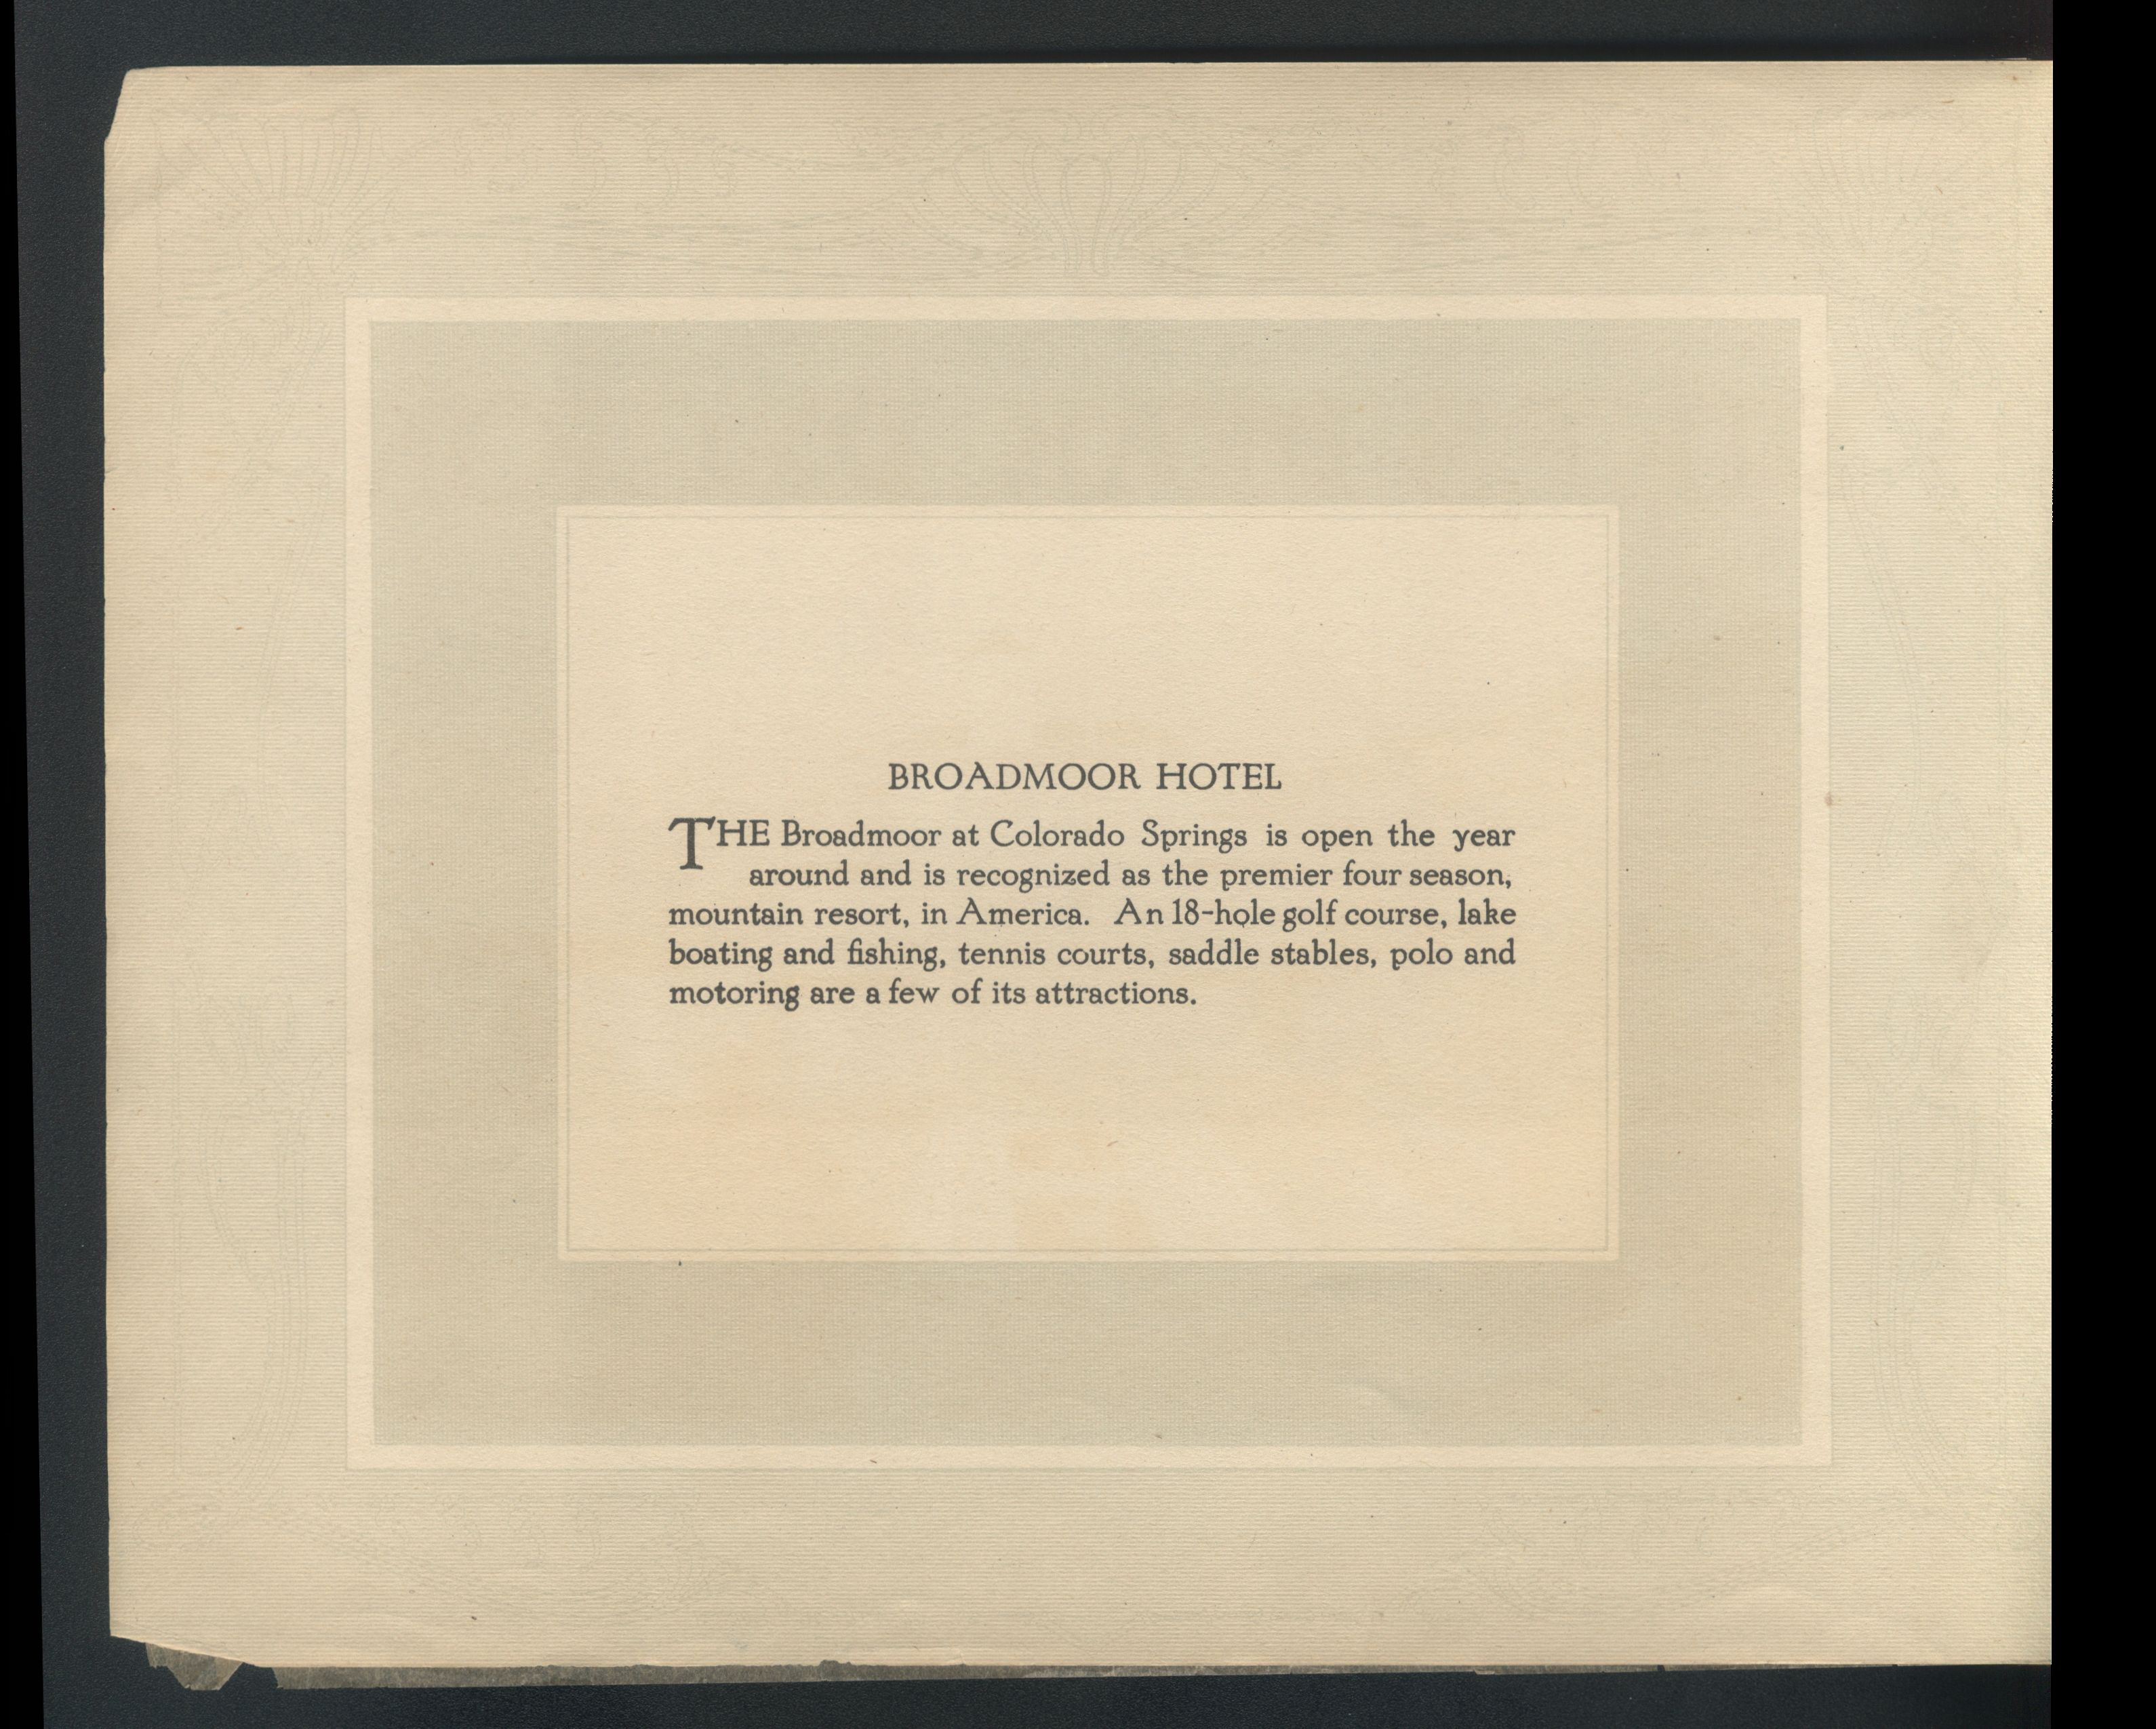 BROADMOOR HOTEL
THE Broadmoor at Colorado Springs is open the year
around and is recognized as the premier four season,
mountain resort, in America. An 18-hole golf course, lake
boating and fishing, tennis courts, saddle stables, polo and
motoring are a few of its attractions.